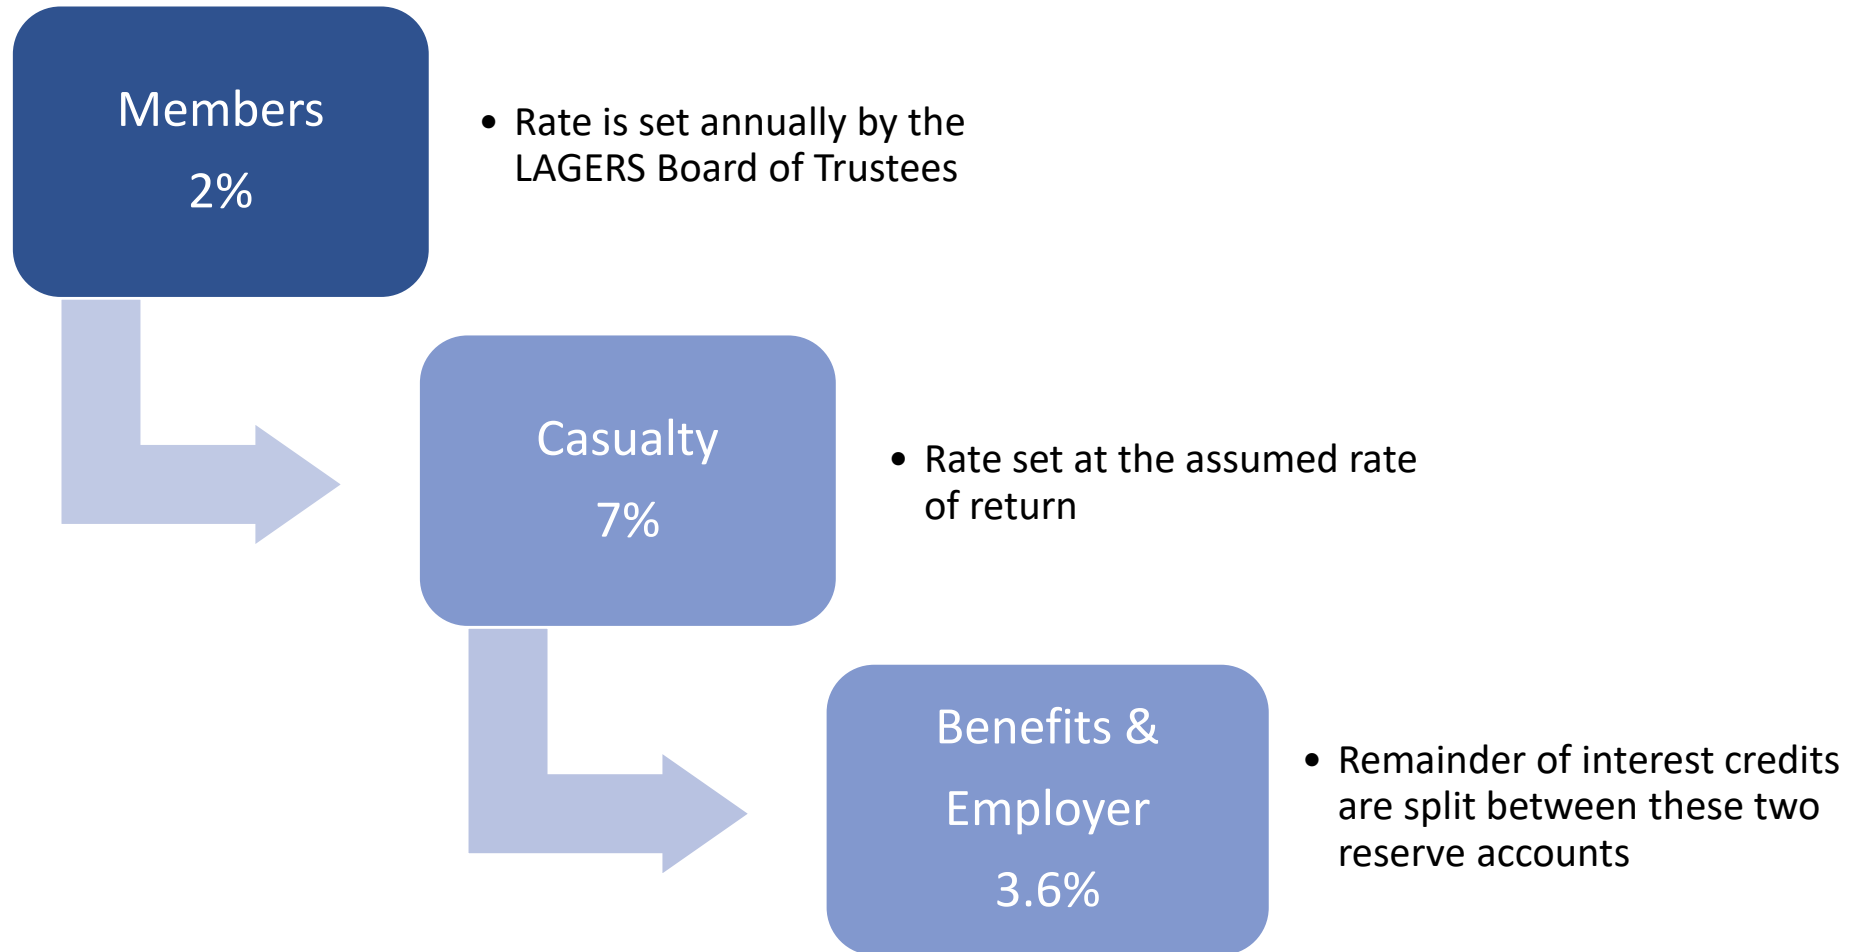 Members
2%
• Rate is set annually by the
LAGERS Board of Trustees
Casualty
7%
• Rate set at the assumed rate
of return
Benefits &
Employer
3.6%
• Remainder of interest credits
are split between these two
reserve accounts